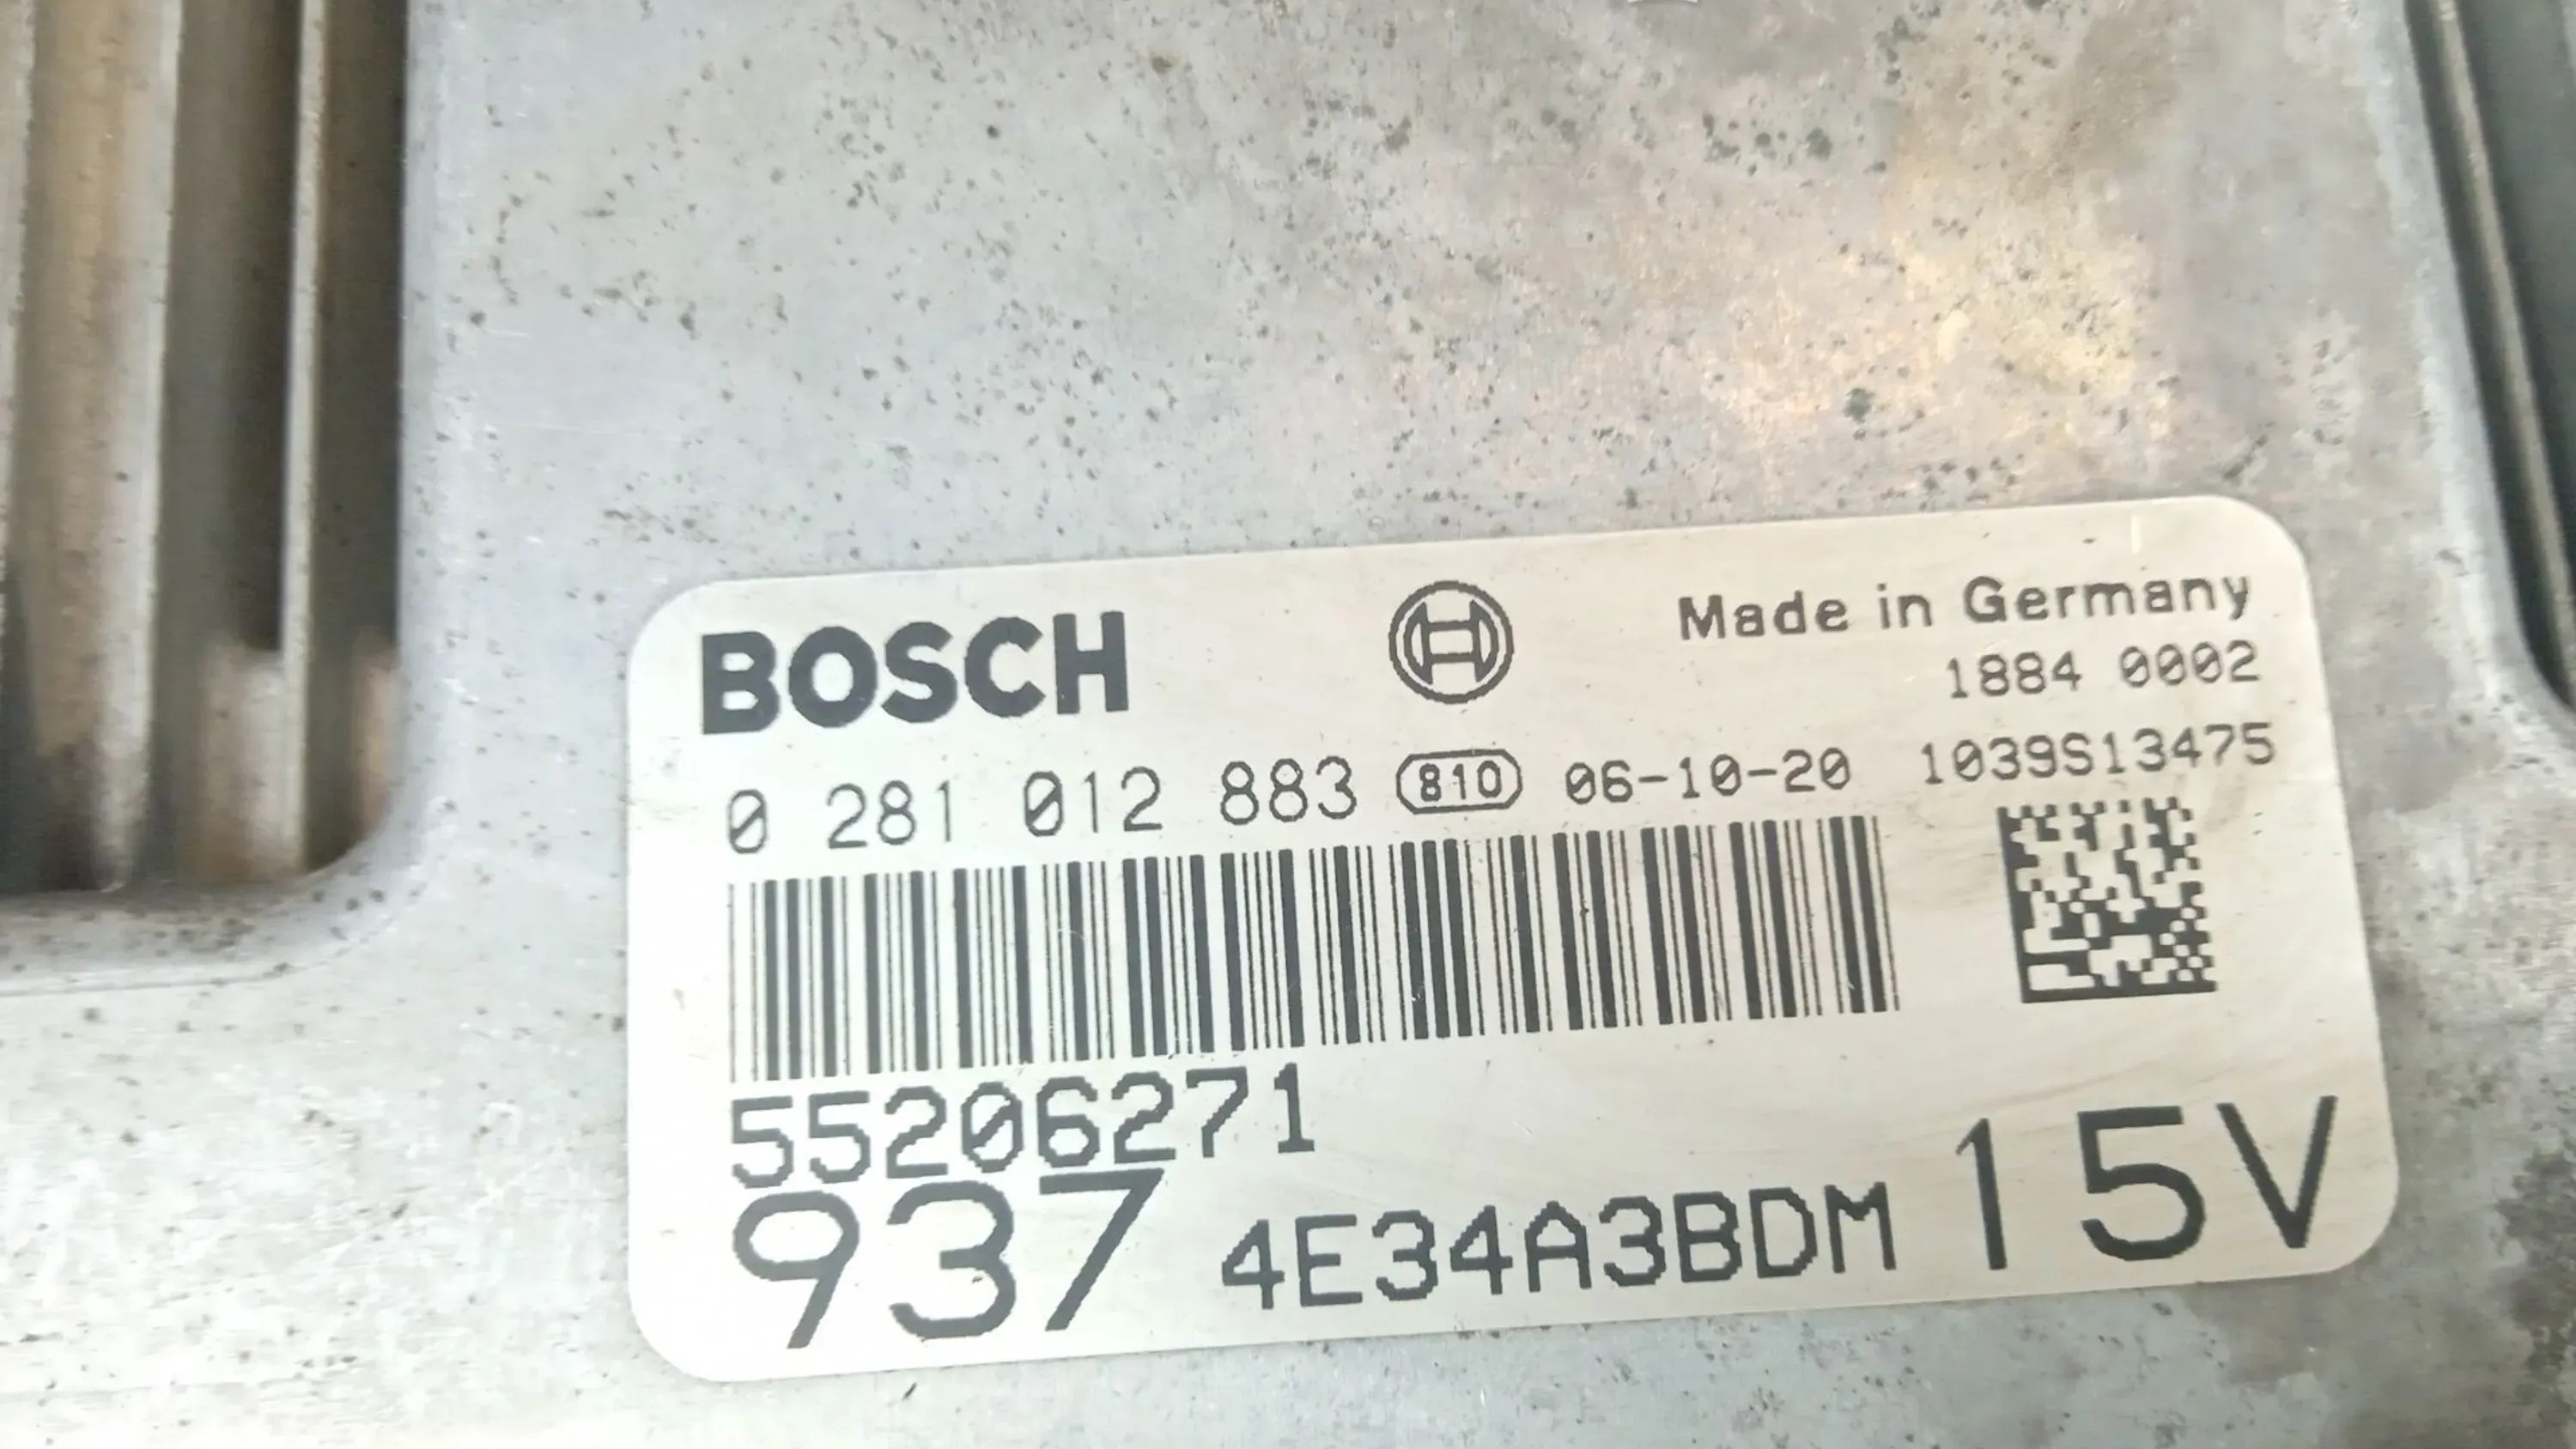 BOSCH
Made in Germany
1884 0002
0 281 012 883 810 06-10-20 1039S13475
55206271
937 4E34A3BDM 15V